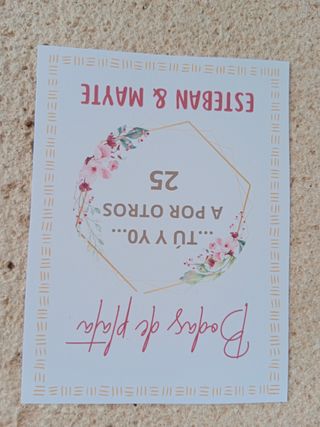 Bodas de plata
...TÚ Y YO...
A POR OTROS
25
ESTEBAN & MAYTE